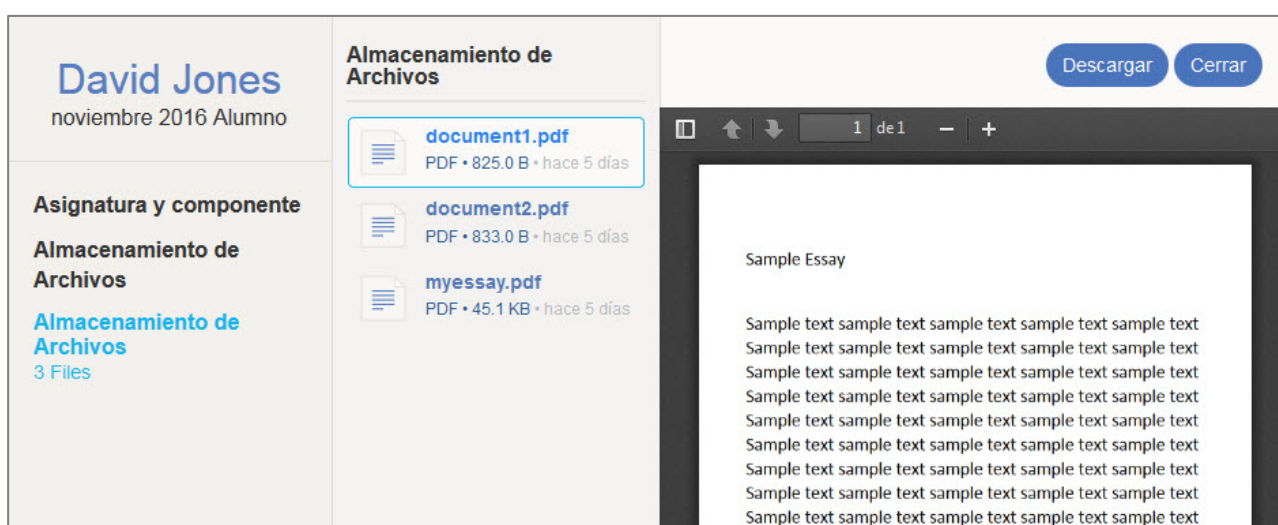 David Jones
noviembre 2016 Alumno
Asignatura y componente
Almacenamiento de
Archivos
Almacenamiento de
Archivos
3 Files
Almacenamiento de
Archivos
document1.pdf
PDF • 825.0 B • hace 5 días
document2.pdf
PDF • 833.0 B • hace 5 días
myessay.pdf
PDF • 45.1 KB • hace 5 días
Descargar Cerrar
1 de 1
Sample Essay
Sample text sample text sample text sample text sample text
Sample text sample text sample text sample text sample text
Sample text sample text sample text sample text sample text
Sample text sample text sample text sample text sample text
Sample text sample text sample text sample text sample text
Sample text sample text sample text sample text sample text
Sample text sample text sample text sample text sample text
Sample text sample text sample text sample text sample text
Sample text sample text sample text sample text sample text